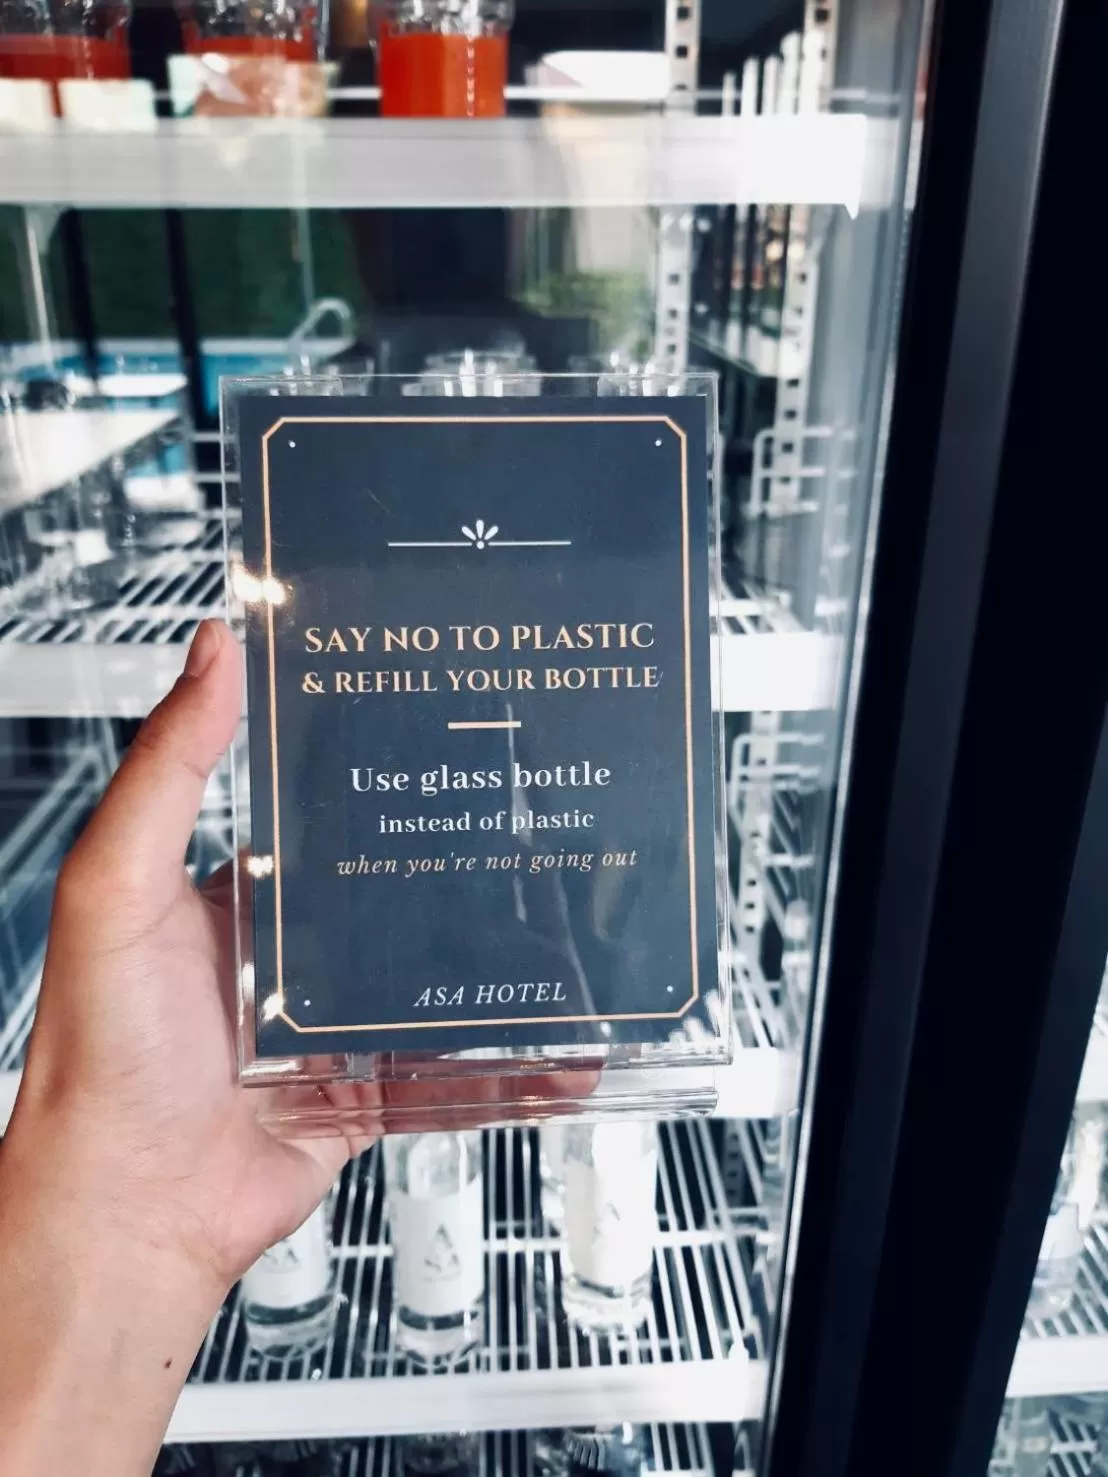 SAY NO TO PLASTIC
& REFILL YOUR BOTTLE
Use glass bottle
instead of plastic
when you're not going out
ASA HOTEL